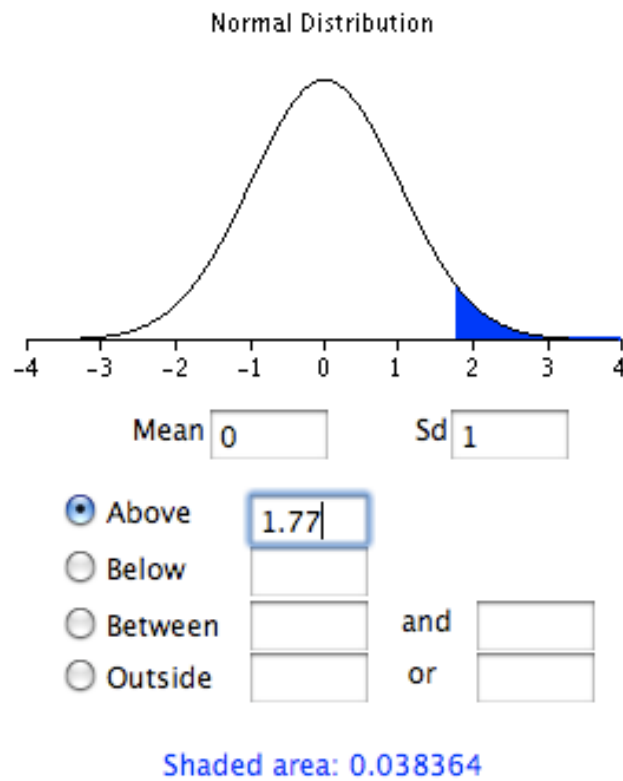 Normal Distribution
-4 -3 -2 -1 0 1 2 3 4
Mean 0 Sd 1
Above 1.77
Below
Between and
Outside or
Shaded area: 0.038364